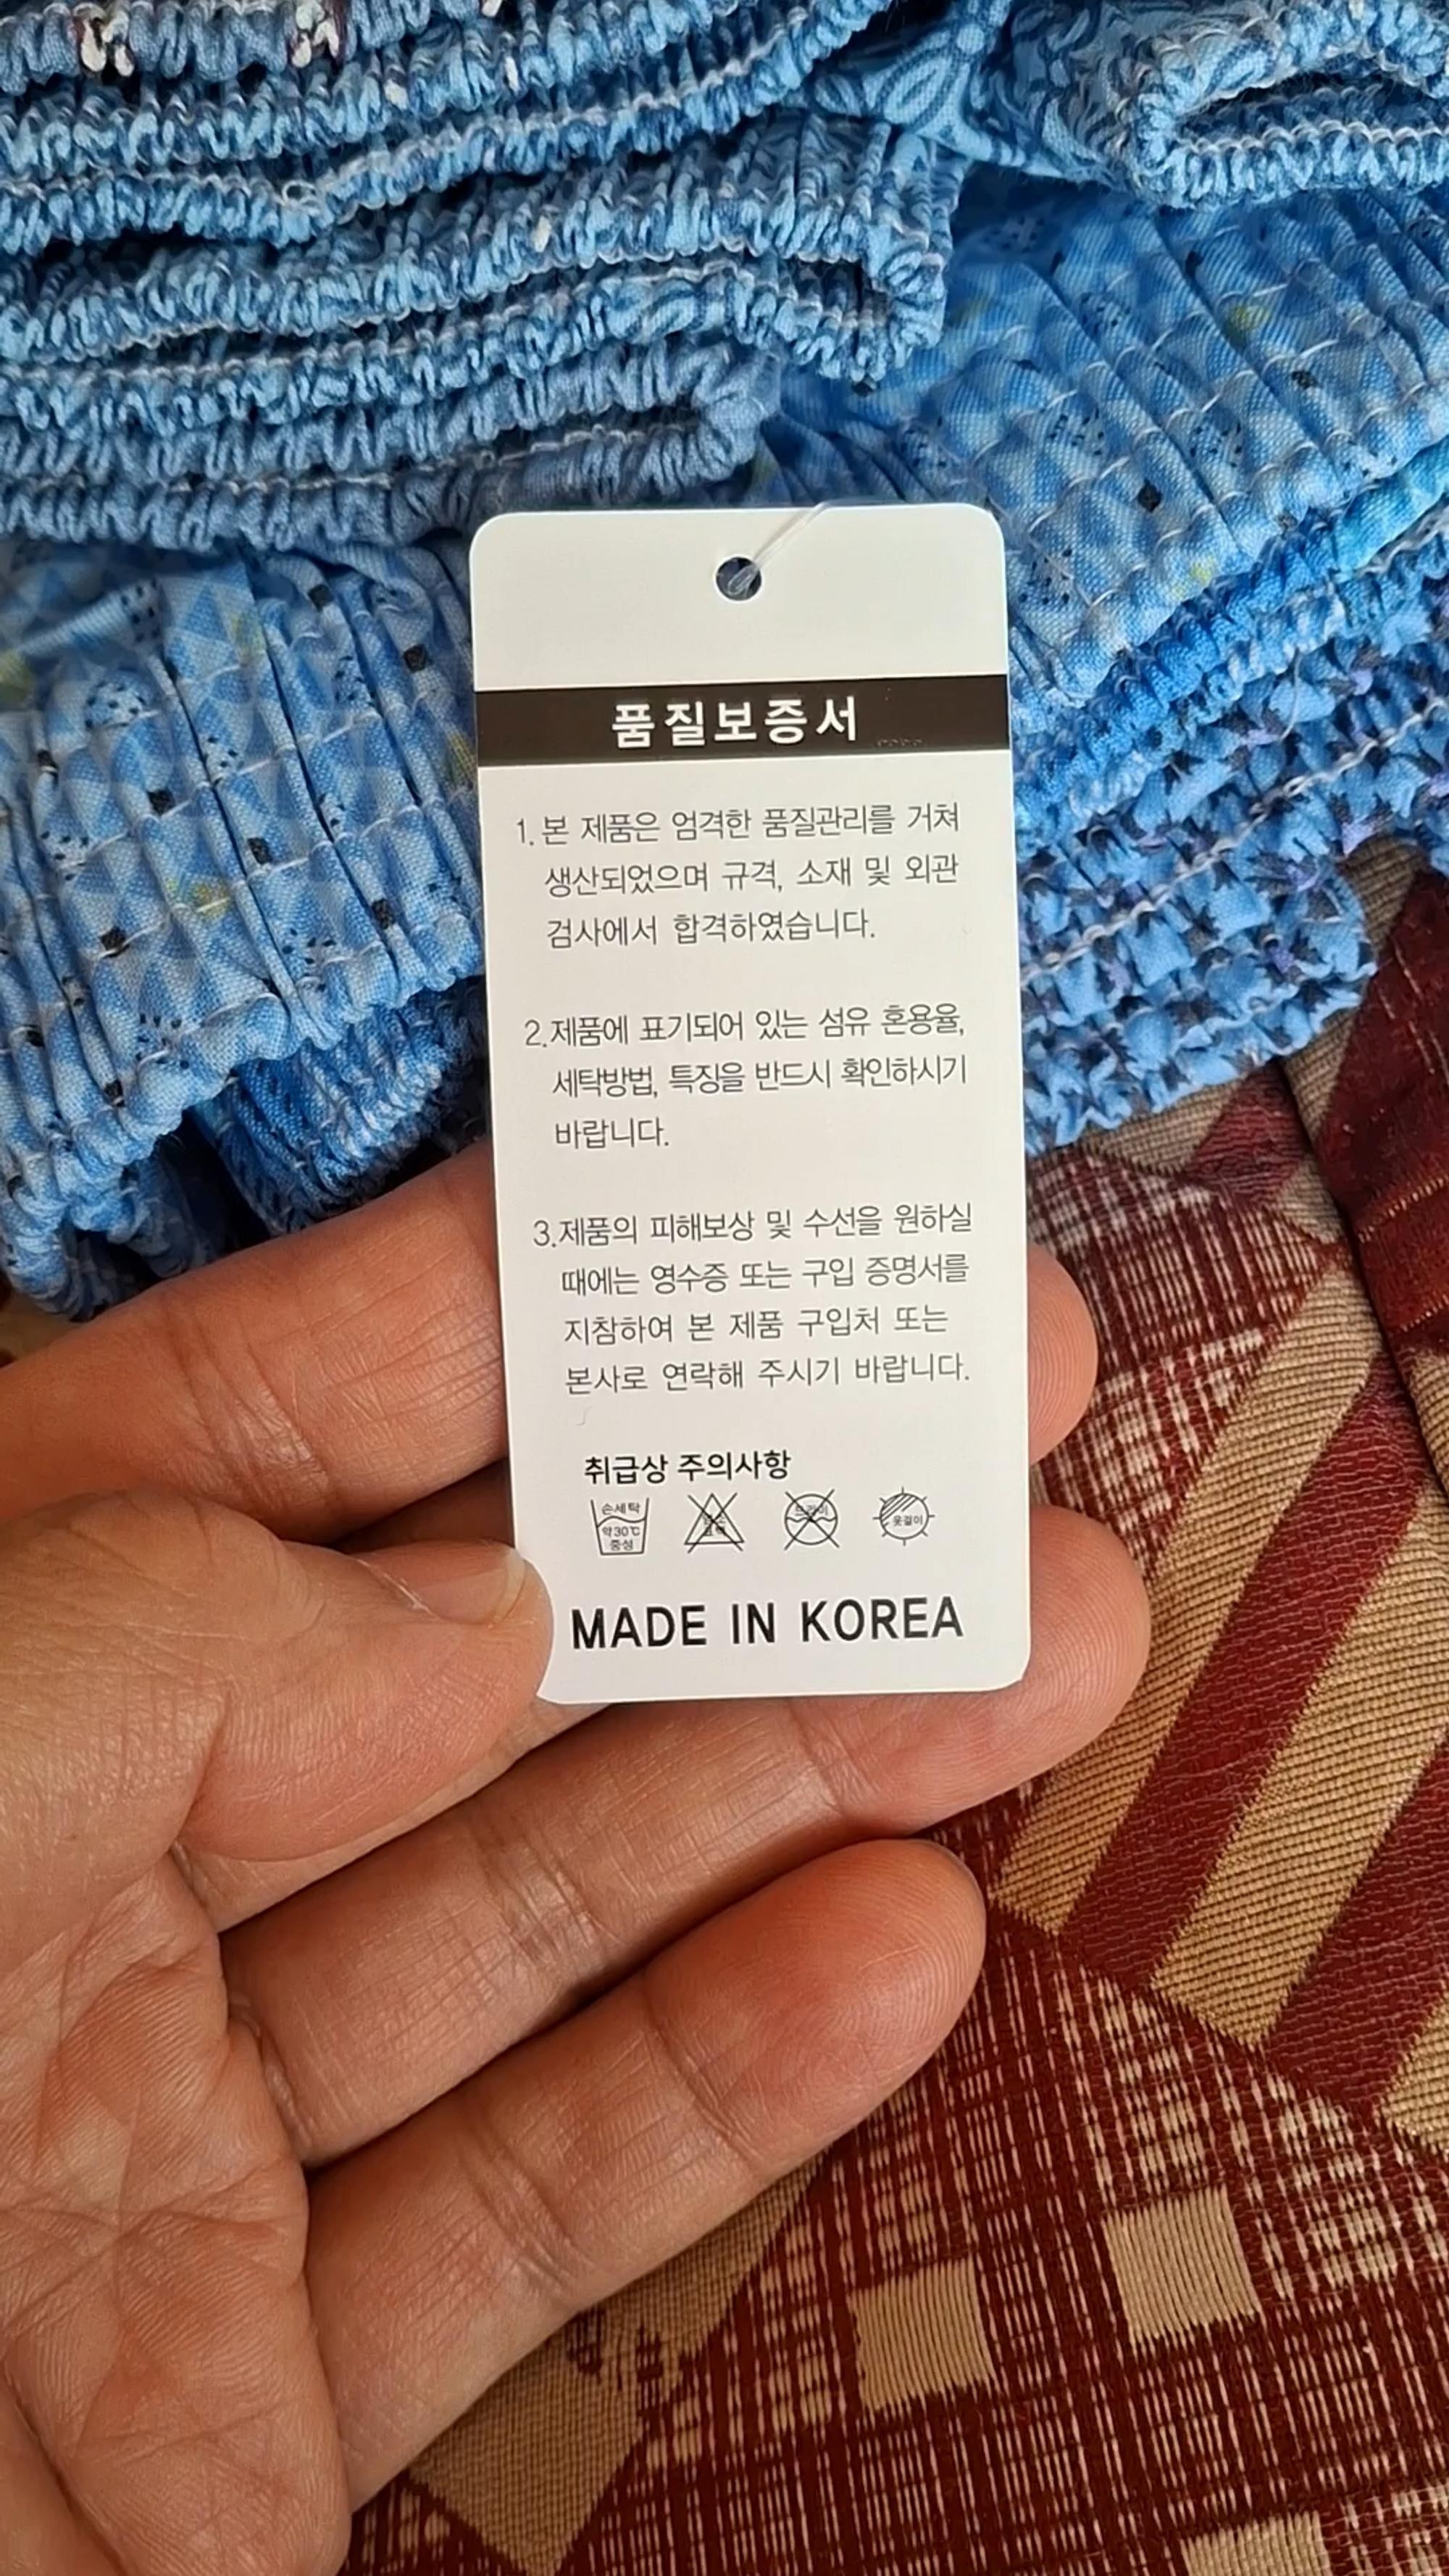 품질보증서
1. 본 제품은 엄격한 품질관리를 거쳐
생산되었으며 규격, 소재 및 외관
검사에서 합격하였습니다.
2.제품에 표기되어 있는 섬유 혼용율,
세탁방법, 특징을 반드시 확인하시기
바랍니다.
3.제품의 피해보상 및 수선을 원하실
때에는 영수증 또는 구입 증명서를
지참하여 본 제품 구입처 또는
본사로 연락해 주시기 바랍니다.
취급상 주의사항
손세탁
약30℃
중성
드라이
옷걸이
MADE IN KOREA